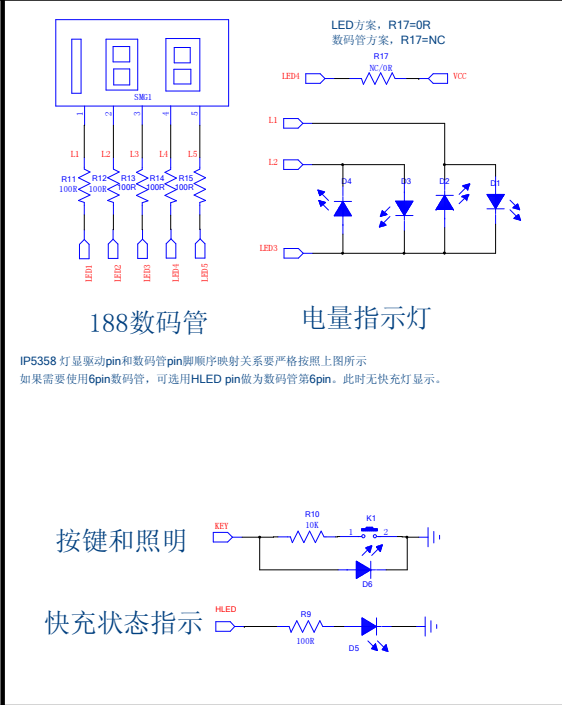 LED方案，R17=0R
数码管方案，R17=NC
R17
NC/0R
LED4
VCC
SMG1
1 2 3 4 5
L1 L2 L3 L4 L5
R11 R12 R13 R14 R15
100R 100R 100R 100R 100R
LED1 LED2 LED3 LED4 LED5
L1
L2
D4 D3 D2 D1
LED3
188数码管
电量指示灯
IP5358 灯显驱动pin和数码管pin脚顺序映射关系要严格按照上图所示
如果需要使用6pin数码管，可选用HLED pin做为数码管第6pin。此时无快充灯显示。
按键和照明
KEY
R10
10K
K1
1 2
D6
快充状态指示
HLED
R9
100R
D5